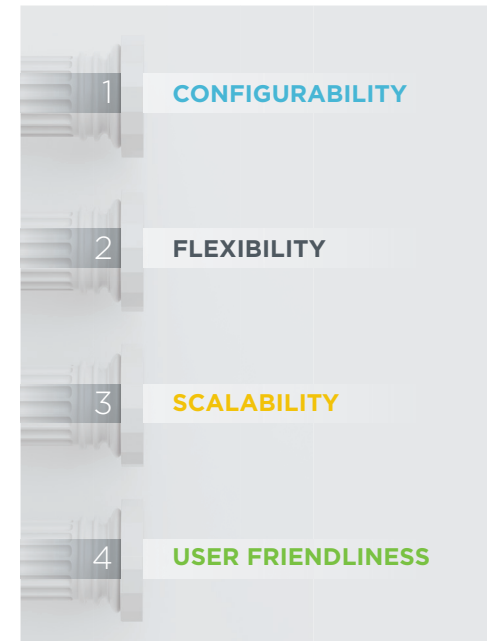 1 CONFIGURABILITY
2 FLEXIBILITY
3 SCALABILITY
4 USER FRIENDLINESS